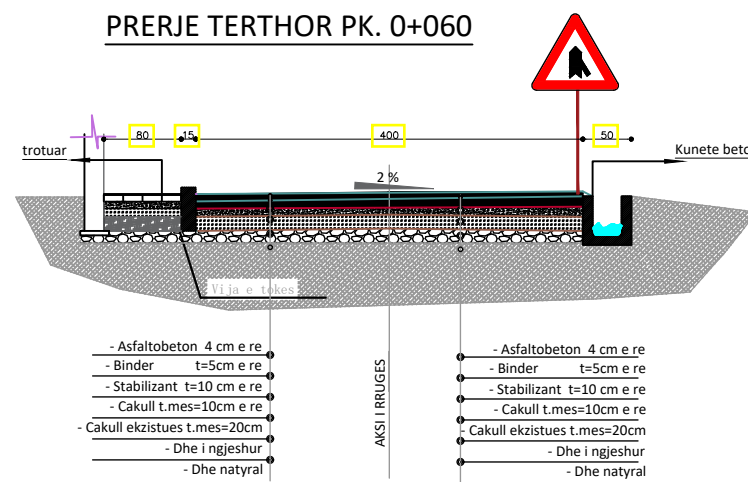 PRERJE TERTHOR PK. 0+060
80 15 400 50
trotuar
Kunete beto
2 %
Vija e tokes
AKSI I RRUGES
- Asfaltobeton 4 cm e re
- Binder t=5cm e re
- Stabilizant t=10 cm e re
- Cakull t.mes=10cm e re
- Cakull ekzistues t.mes=20cm
- Dhe i ngjeshur
- Dhe natyral
- Asfaltobeton 4 cm e re
- Binder t=5cm e re
- Stabilizant t=10 cm e re
- Cakull t.mes=10cm e re
- Cakull ekzistues t.mes=20cm
- Dhe i ngjeshur
- Dhe natyral